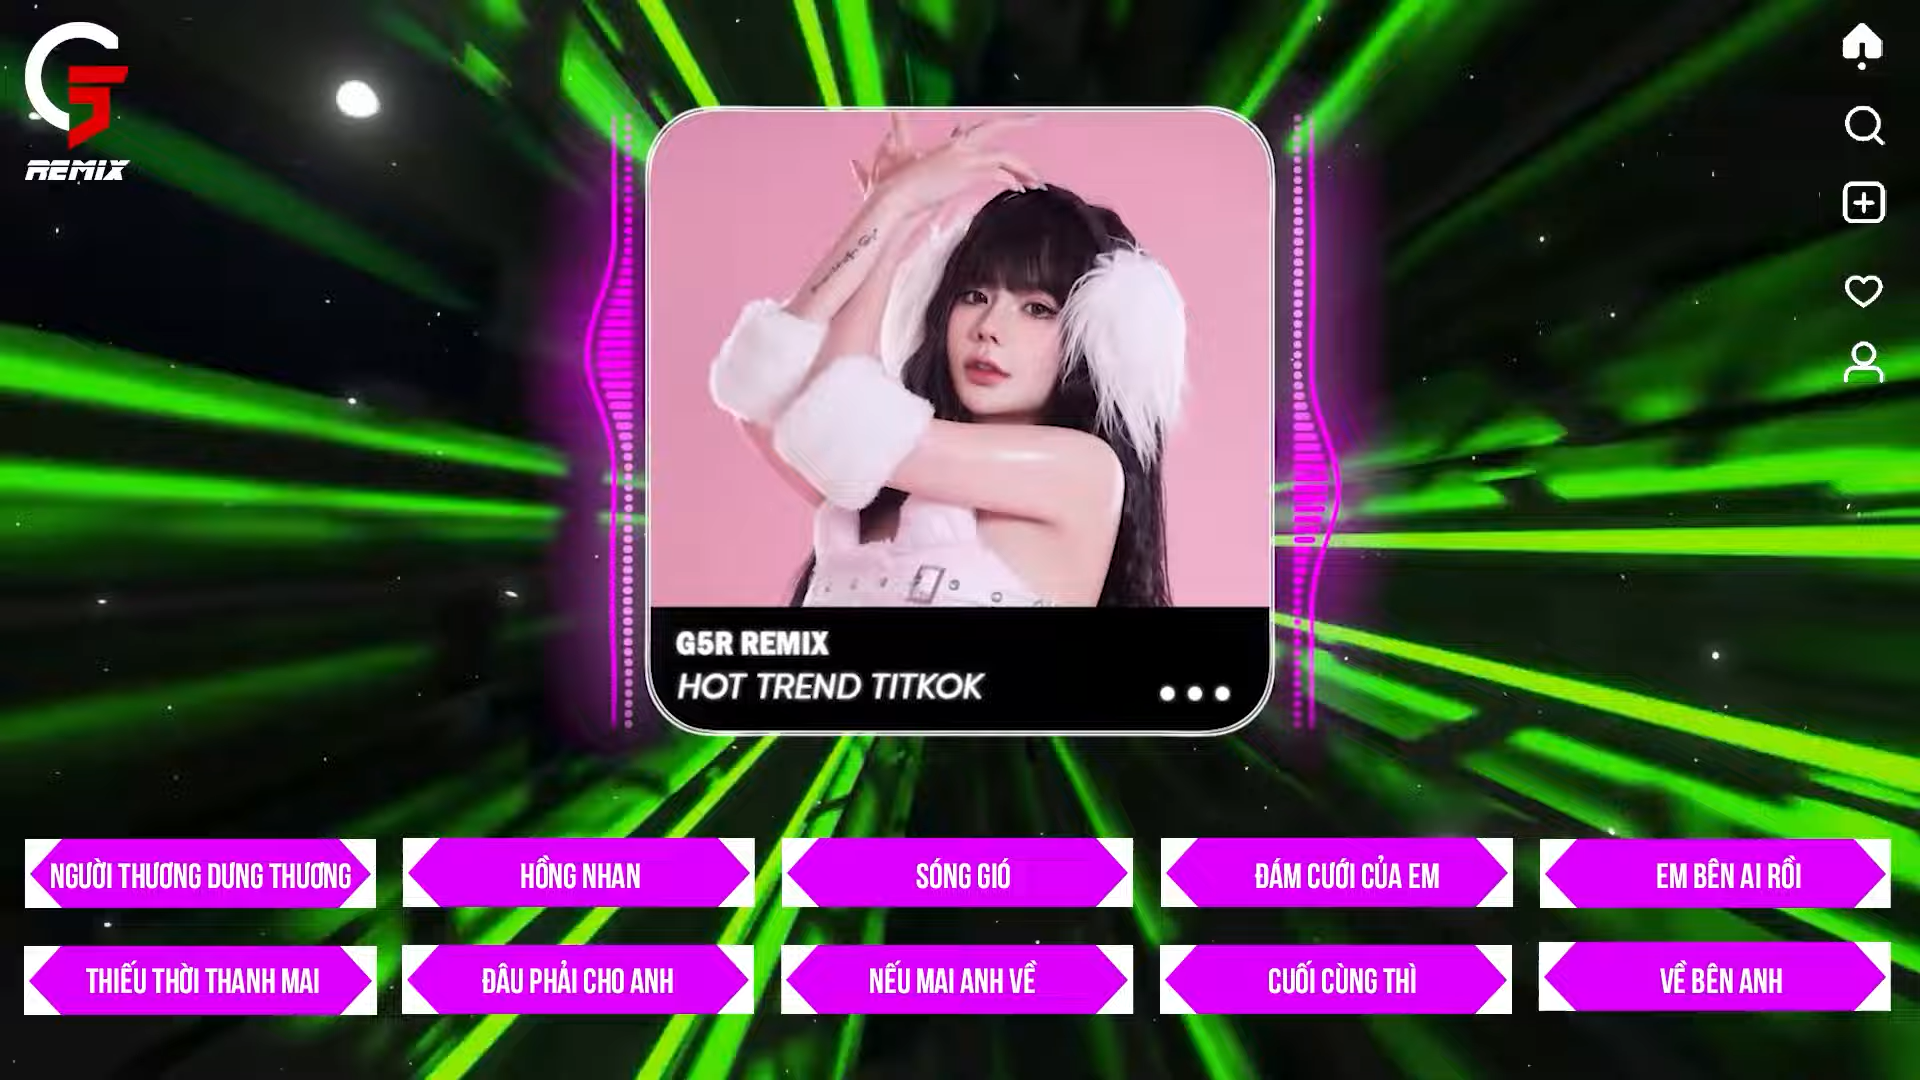 G5
REMIX
G5R REMIX
HOT TREND TITKOK
NGƯỜI THƯƠNG DƯNG THƯƠNG
HỒNG NHAN
SÓNG GIÓ
ĐÁM CƯỚI CỦA EM
EM BÊN AI RỒI
THIẾU THỜI THANH MAI
ĐÂU PHẢI CHO ANH
NẾU MAI ANH VỀ
CUỐI CÙNG THÌ
VỀ BÊN ANH